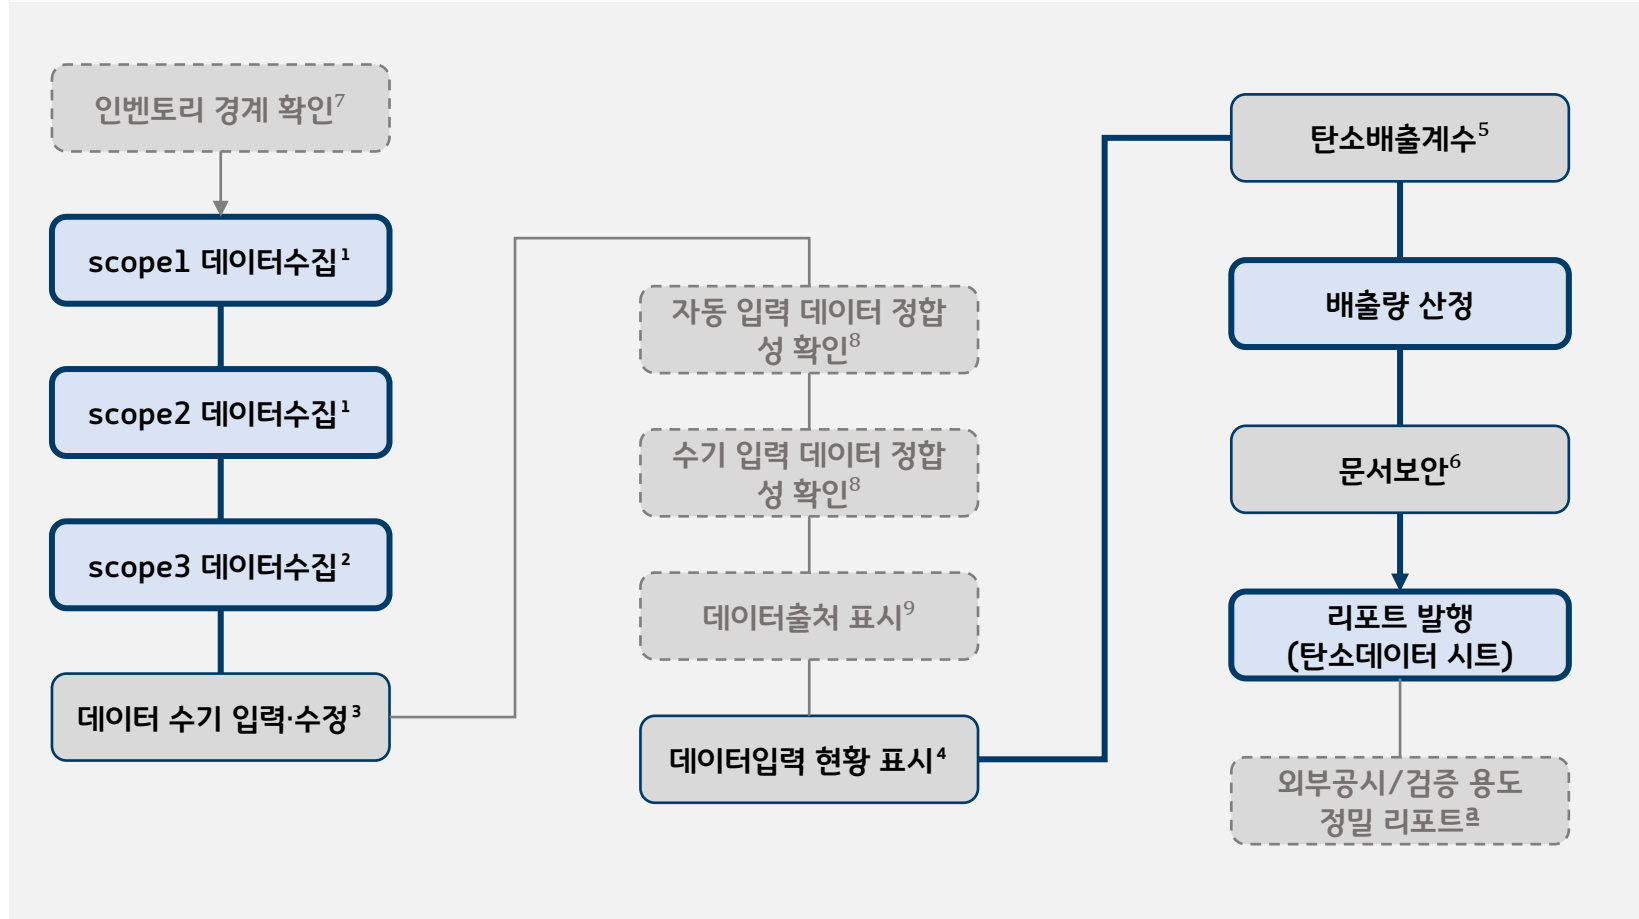 인벤토리 경계 확인⁷
scope1 데이터수집¹
scope2 데이터수집¹
scope3 데이터수집²
데이터 수기 입력·수정³
자동 입력 데이터 정합
성 확인⁸
수기 입력 데이터 정합
성 확인⁸
데이터출처 표시⁹
데이터입력 현황 표시⁴
탄소배출계수⁵
배출량 산정
문서보안⁶
리포트 발행
(탄소데이터 시트)
외부공시/검증 용도
정밀 리포트ª